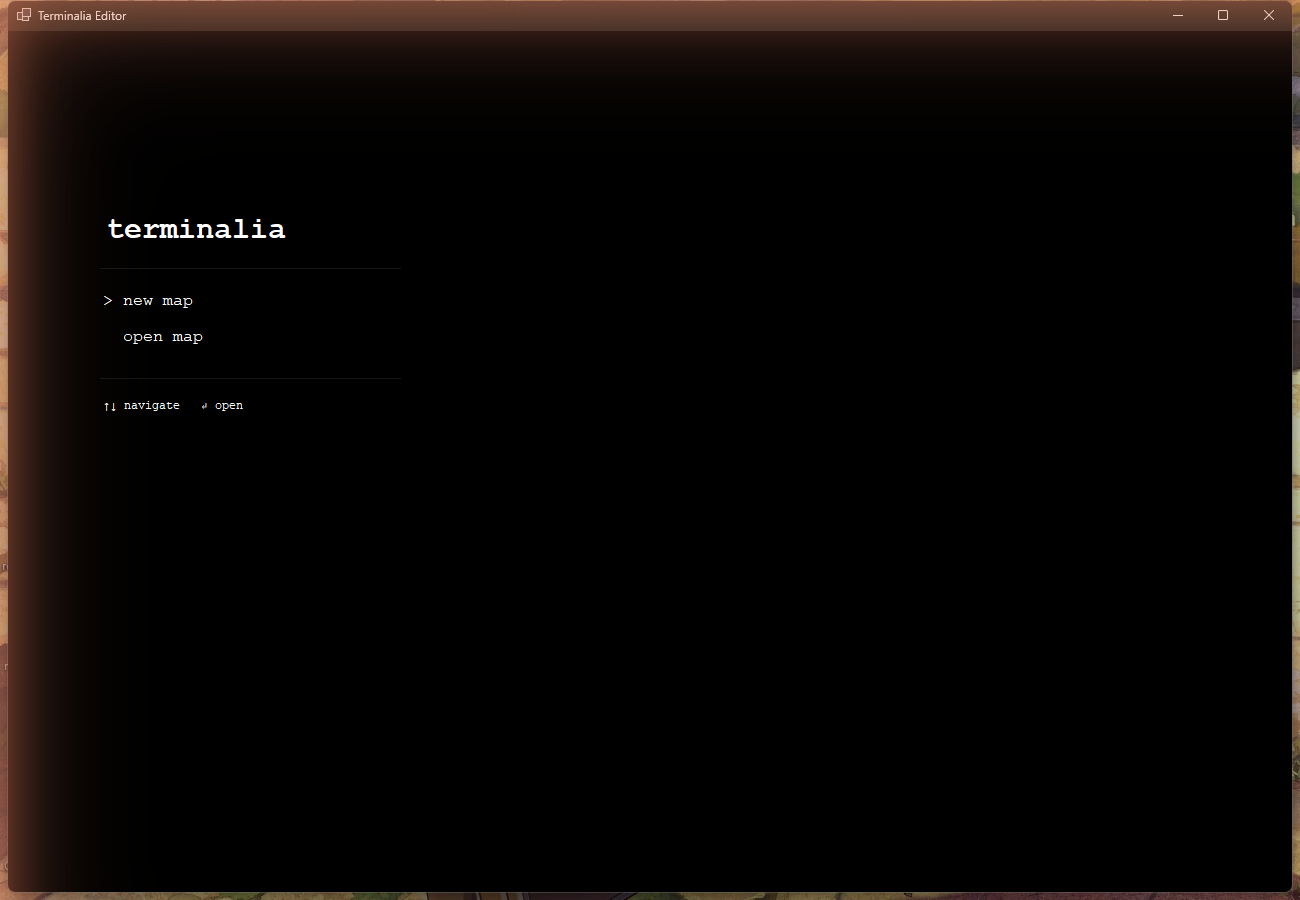 Terminalia Editor
terminalia
> new map
open map
↑↓ navigate ↲ open